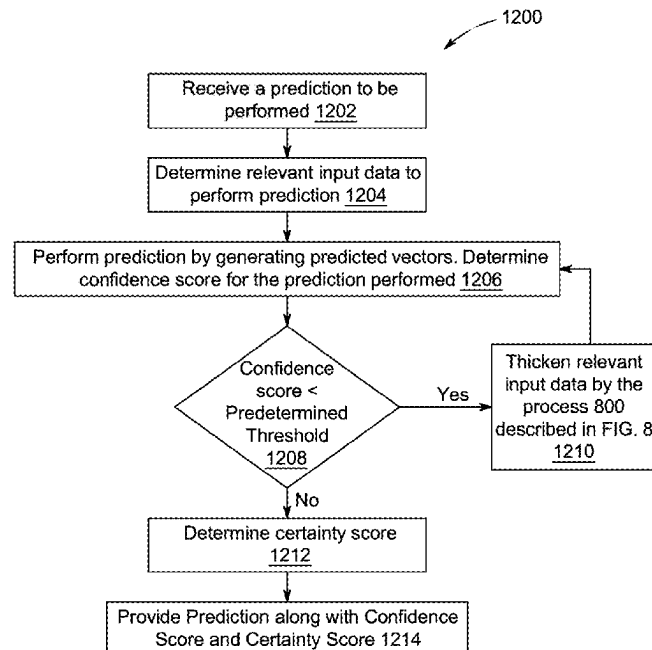 1200
Receive a prediction to be
performed 1202
Determine relevant input data to
perform prediction 1204
Perform prediction by generating predicted vectors. Determine
confidence score for the prediction performed 1206
Confidence
score <
Predetermined
Threshold
1208
Yes
Thicken relevant
input data by the
process 800
described in FIG. 8
1210
No
Determine certainty score
1212
Provide Prediction along with Confidence
Score and Certainty Score 1214